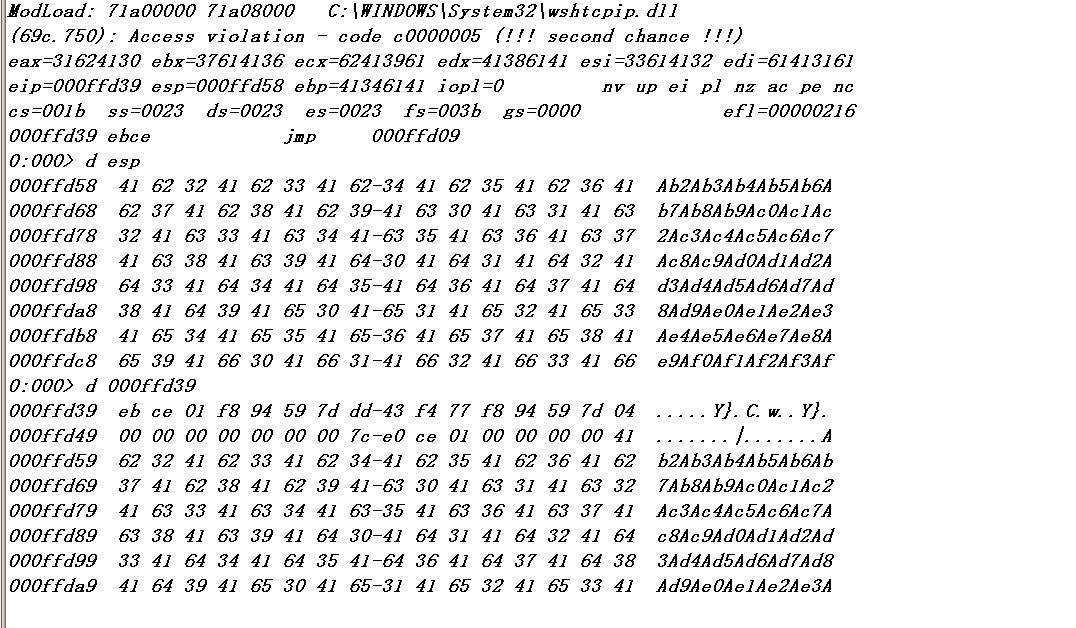 ModLoad: 71a00000 71a08000   C:\WINDOWS\System32\wshtcpip.dll
(69c.750): Access violation - code c0000005 (!!! second chance !!!)
eax=31624130 ebx=37614136 ecx=62413961 edx=41386141 esi=33614132 edi=61413161
eip=000ffd39 esp=000ffd58 ebp=41346141 iopl=0         nv up ei pl nz ac pe nc
cs=001b  ss=0023  ds=0023  es=0023  fs=003b  gs=0000             efl=00000216
000ffd39 ebce            jmp     000ffd09
0:000> d esp
000ffd58  41 62 32 41 62 33 41 62-34 41 62 35 41 62 36 41  Ab2Ab3Ab4Ab5Ab6A
000ffd68  62 37 41 62 38 41 62 39-41 63 30 41 63 31 41 63  b7Ab8Ab9Ac0Ac1Ac
000ffd78  32 41 63 33 41 63 34 41-63 35 41 63 36 41 63 37  2Ac3Ac4Ac5Ac6Ac7
000ffd88  41 63 38 41 63 39 41 64-30 41 64 31 41 64 32 41  Ac8Ac9Ad0Ad1Ad2A
000ffd98  64 33 41 64 34 41 64 35-41 64 36 41 64 37 41 64  d3Ad4Ad5Ad6Ad7Ad
000ffda8  38 41 64 39 41 65 30 41-65 31 41 65 32 41 65 33  8Ad9Ae0Ae1Ae2Ae3
000ffdb8  41 65 34 41 65 35 41 65-36 41 65 37 41 65 38 41  Ae4Ae5Ae6Ae7Ae8A
000ffdc8  65 39 41 66 30 41 66 31-41 66 32 41 66 33 41 66  e9Af0Af1Af2Af3Af
0:000> d 000ffd39
000ffd39  eb ce 01 f8 94 59 7d dd-43 f4 77 f8 94 59 7d 04  .....Y}.C.w..Y}.
000ffd49  00 00 00 00 00 00 00 7c-e0 ce 01 00 00 00 00 41  .......|.......A
000ffd59  62 32 41 62 33 41 62 34-41 62 35 41 62 36 41 62  b2Ab3Ab4Ab5Ab6Ab
000ffd69  37 41 62 38 41 62 39 41-63 30 41 63 31 41 63 32  7Ab8Ab9Ac0Ac1Ac2
000ffd79  41 63 33 41 63 34 41 63-35 41 63 36 41 63 37 41  Ac3Ac4Ac5Ac6Ac7A
000ffd89  63 38 41 63 39 41 64 30-41 64 31 41 64 32 41 64  c8Ac9Ad0Ad1Ad2Ad
000ffd99  33 41 64 34 41 64 35 41-64 36 41 64 37 41 64 38  3Ad4Ad5Ad6Ad7Ad8
000ffda9  41 64 39 41 65 30 41 65-31 41 65 32 41 65 33 41  Ad9Ae0Ae1Ae2Ae3A